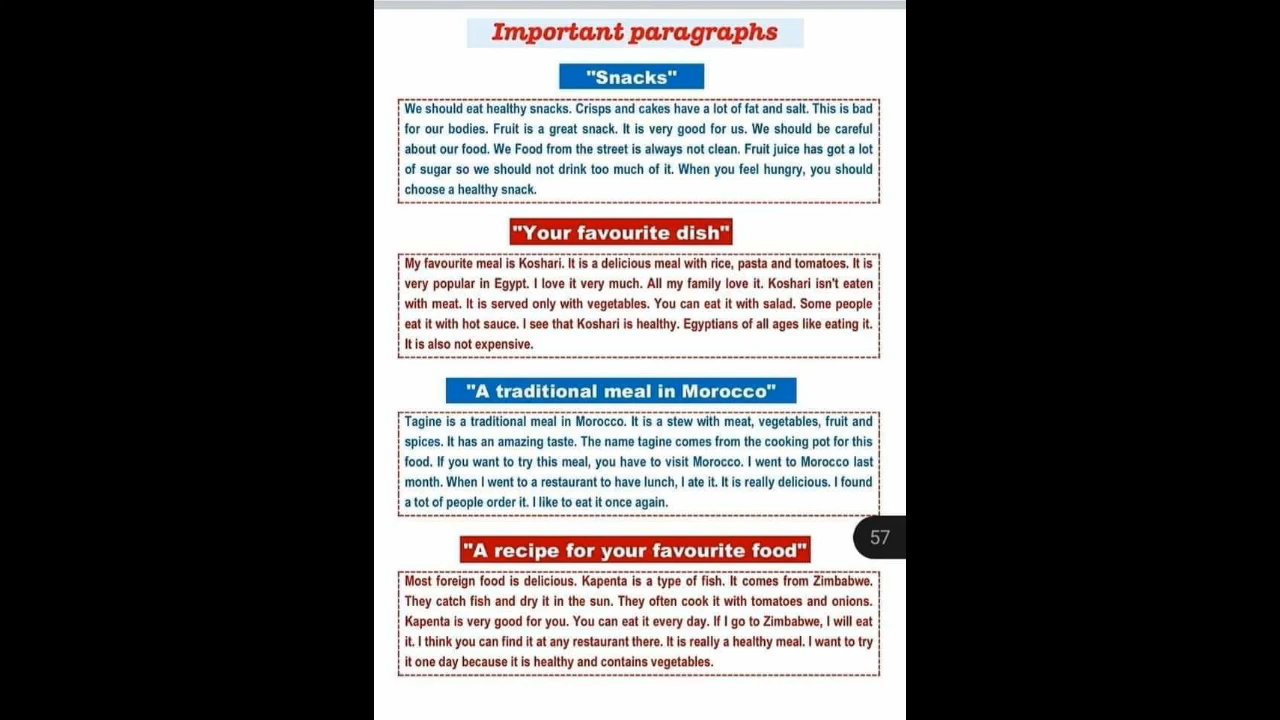 Important paragraphs
"Snacks"
We should eat healthy snacks. Crisps and cakes have a lot of fat and salt. This is bad
for our bodies. Fruit is a great snack. It is very good for us. We should be careful
about our food. We Food from the street is always not clean. Fruit juice has got a lot
of sugar so we should not drink too much of it. When you feel hungry, you should
choose a healthy snack.
"Your favourite dish"
My favourite meal is Koshari. It is a delicious meal with rice, pasta and tomatoes. It is
very popular in Egypt. I love it very much. All my family love it. Koshari isn't eaten
with meat. It is served only with vegetables. You can eat it with salad. Some people
eat it with hot sauce. I see that Koshari is healthy. Egyptians of all ages like eating it.
It is also not expensive.
"A traditional meal in Morocco"
Tagine is a traditional meal in Morocco. It is a stew with meat, vegetables, fruit and
spices. It has an amazing taste. The name tagine comes from the cooking pot for this
food. If you want to try this meal, you have to visit Morocco. I went to Morocco last
month. When I went to a restaurant to have lunch, I ate it. It is really delicious. I found
a tot of people order it. I like to eat it once again.
57
"A recipe for your favourite food"
Most foreign food is delicious. Kapenta is a type of fish. It comes from Zimbabwe.
They catch fish and dry it in the sun. They often cook it with tomatoes and onions.
Kapenta is very good for you. You can eat it every day. If I go to Zimbabwe, I will eat
it. I think you can find it at any restaurant there. It is really a healthy meal. I want to try
it one day because it is healthy and contains vegetables.